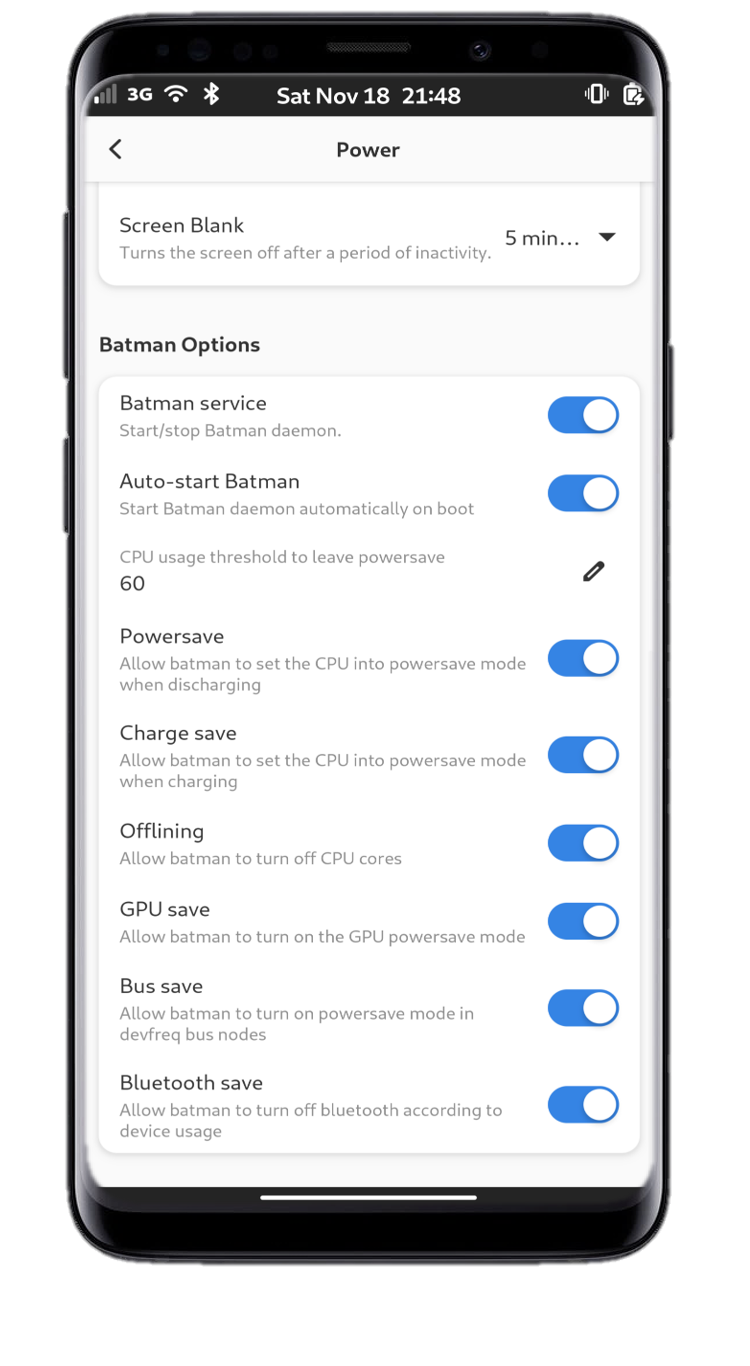 3G Sat Nov 18 21:48
Power
Screen Blank
Turns the screen off after a period of inactivity.
5 min...
Batman Options
Batman service
Start/stop Batman daemon.
Auto-start Batman
Start Batman daemon automatically on boot
CPU usage threshold to leave powersave
60
Powersave
Allow batman to set the CPU into powersave mode
when discharging
Charge save
Allow batman to set the CPU into powersave mode
when charging
Offlining
Allow batman to turn off CPU cores
GPU save
Allow batman to turn on the GPU powersave mode
Bus save
Allow batman to turn on powersave mode in
devfreq bus nodes
Bluetooth save
Allow batman to turn off bluetooth according to
device usage